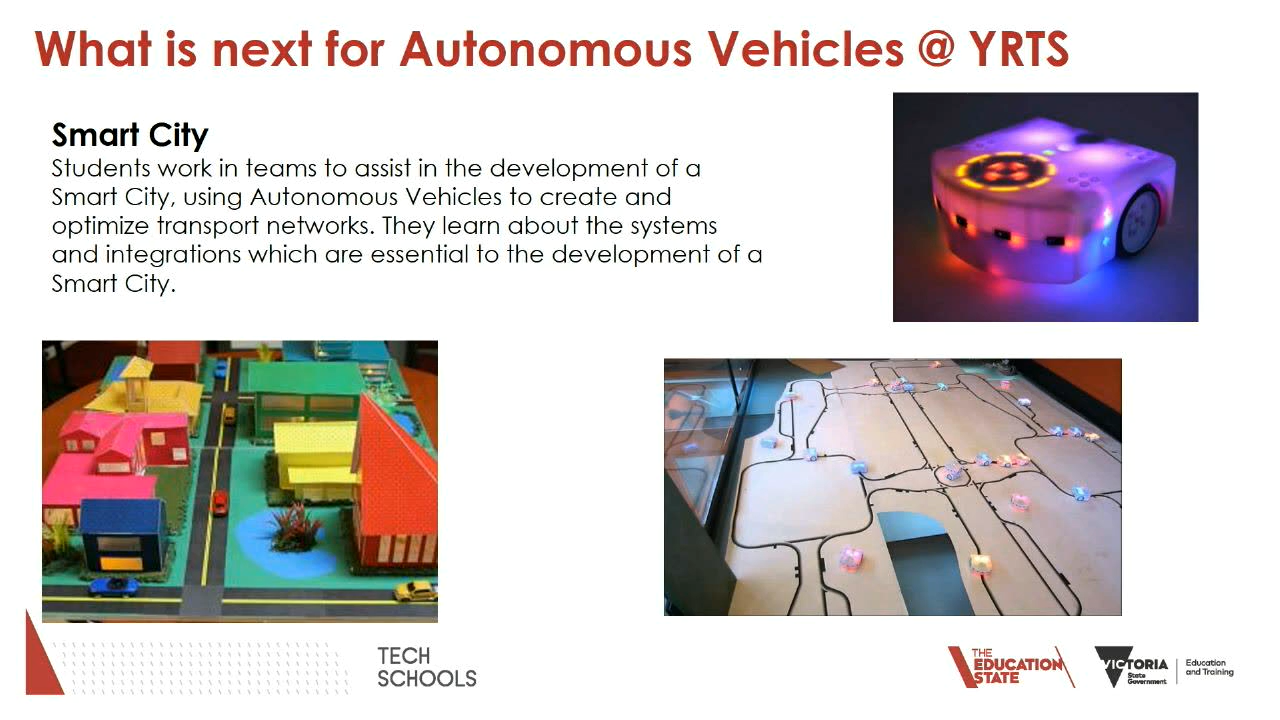 What is next for Autonomous Vehicles @ YRTS
Smart City
Students work in teams to assist in the development of a
Smart City, using Autonomous Vehicles to create and
optimize transport networks. They learn about the systems
and integrations which are essential to the development of a
Smart City.
TECH
SCHOOLS
THE
EDUCATION
STATE
VICTORIA
State
Government
Education
and Training